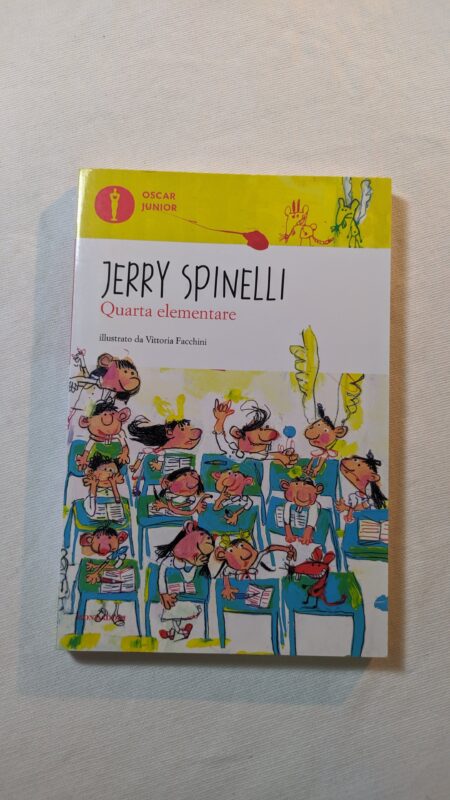 OSCAR
JUNIOR
JERRY SPINELLI
Quarta elementare
illustrato da Vittoria Facchini